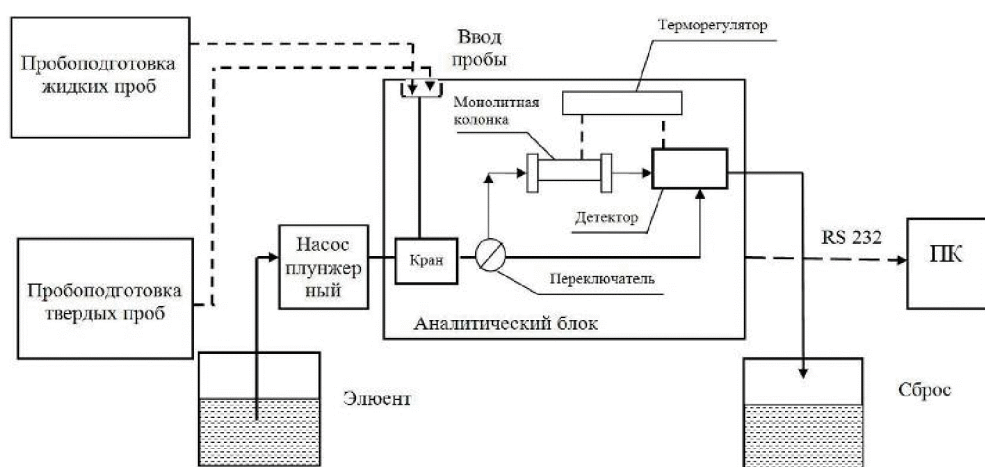 Пробоподготовка
жидких проб
Ввод
пробы
Терморегулятор
Монолитная
колонка
Детектор
RS 232
ПК
Насос
плунжер
ный
Кран
Переключатель
Пробоподготовка
твердых проб
Аналитический блок
Элюент
Сброс